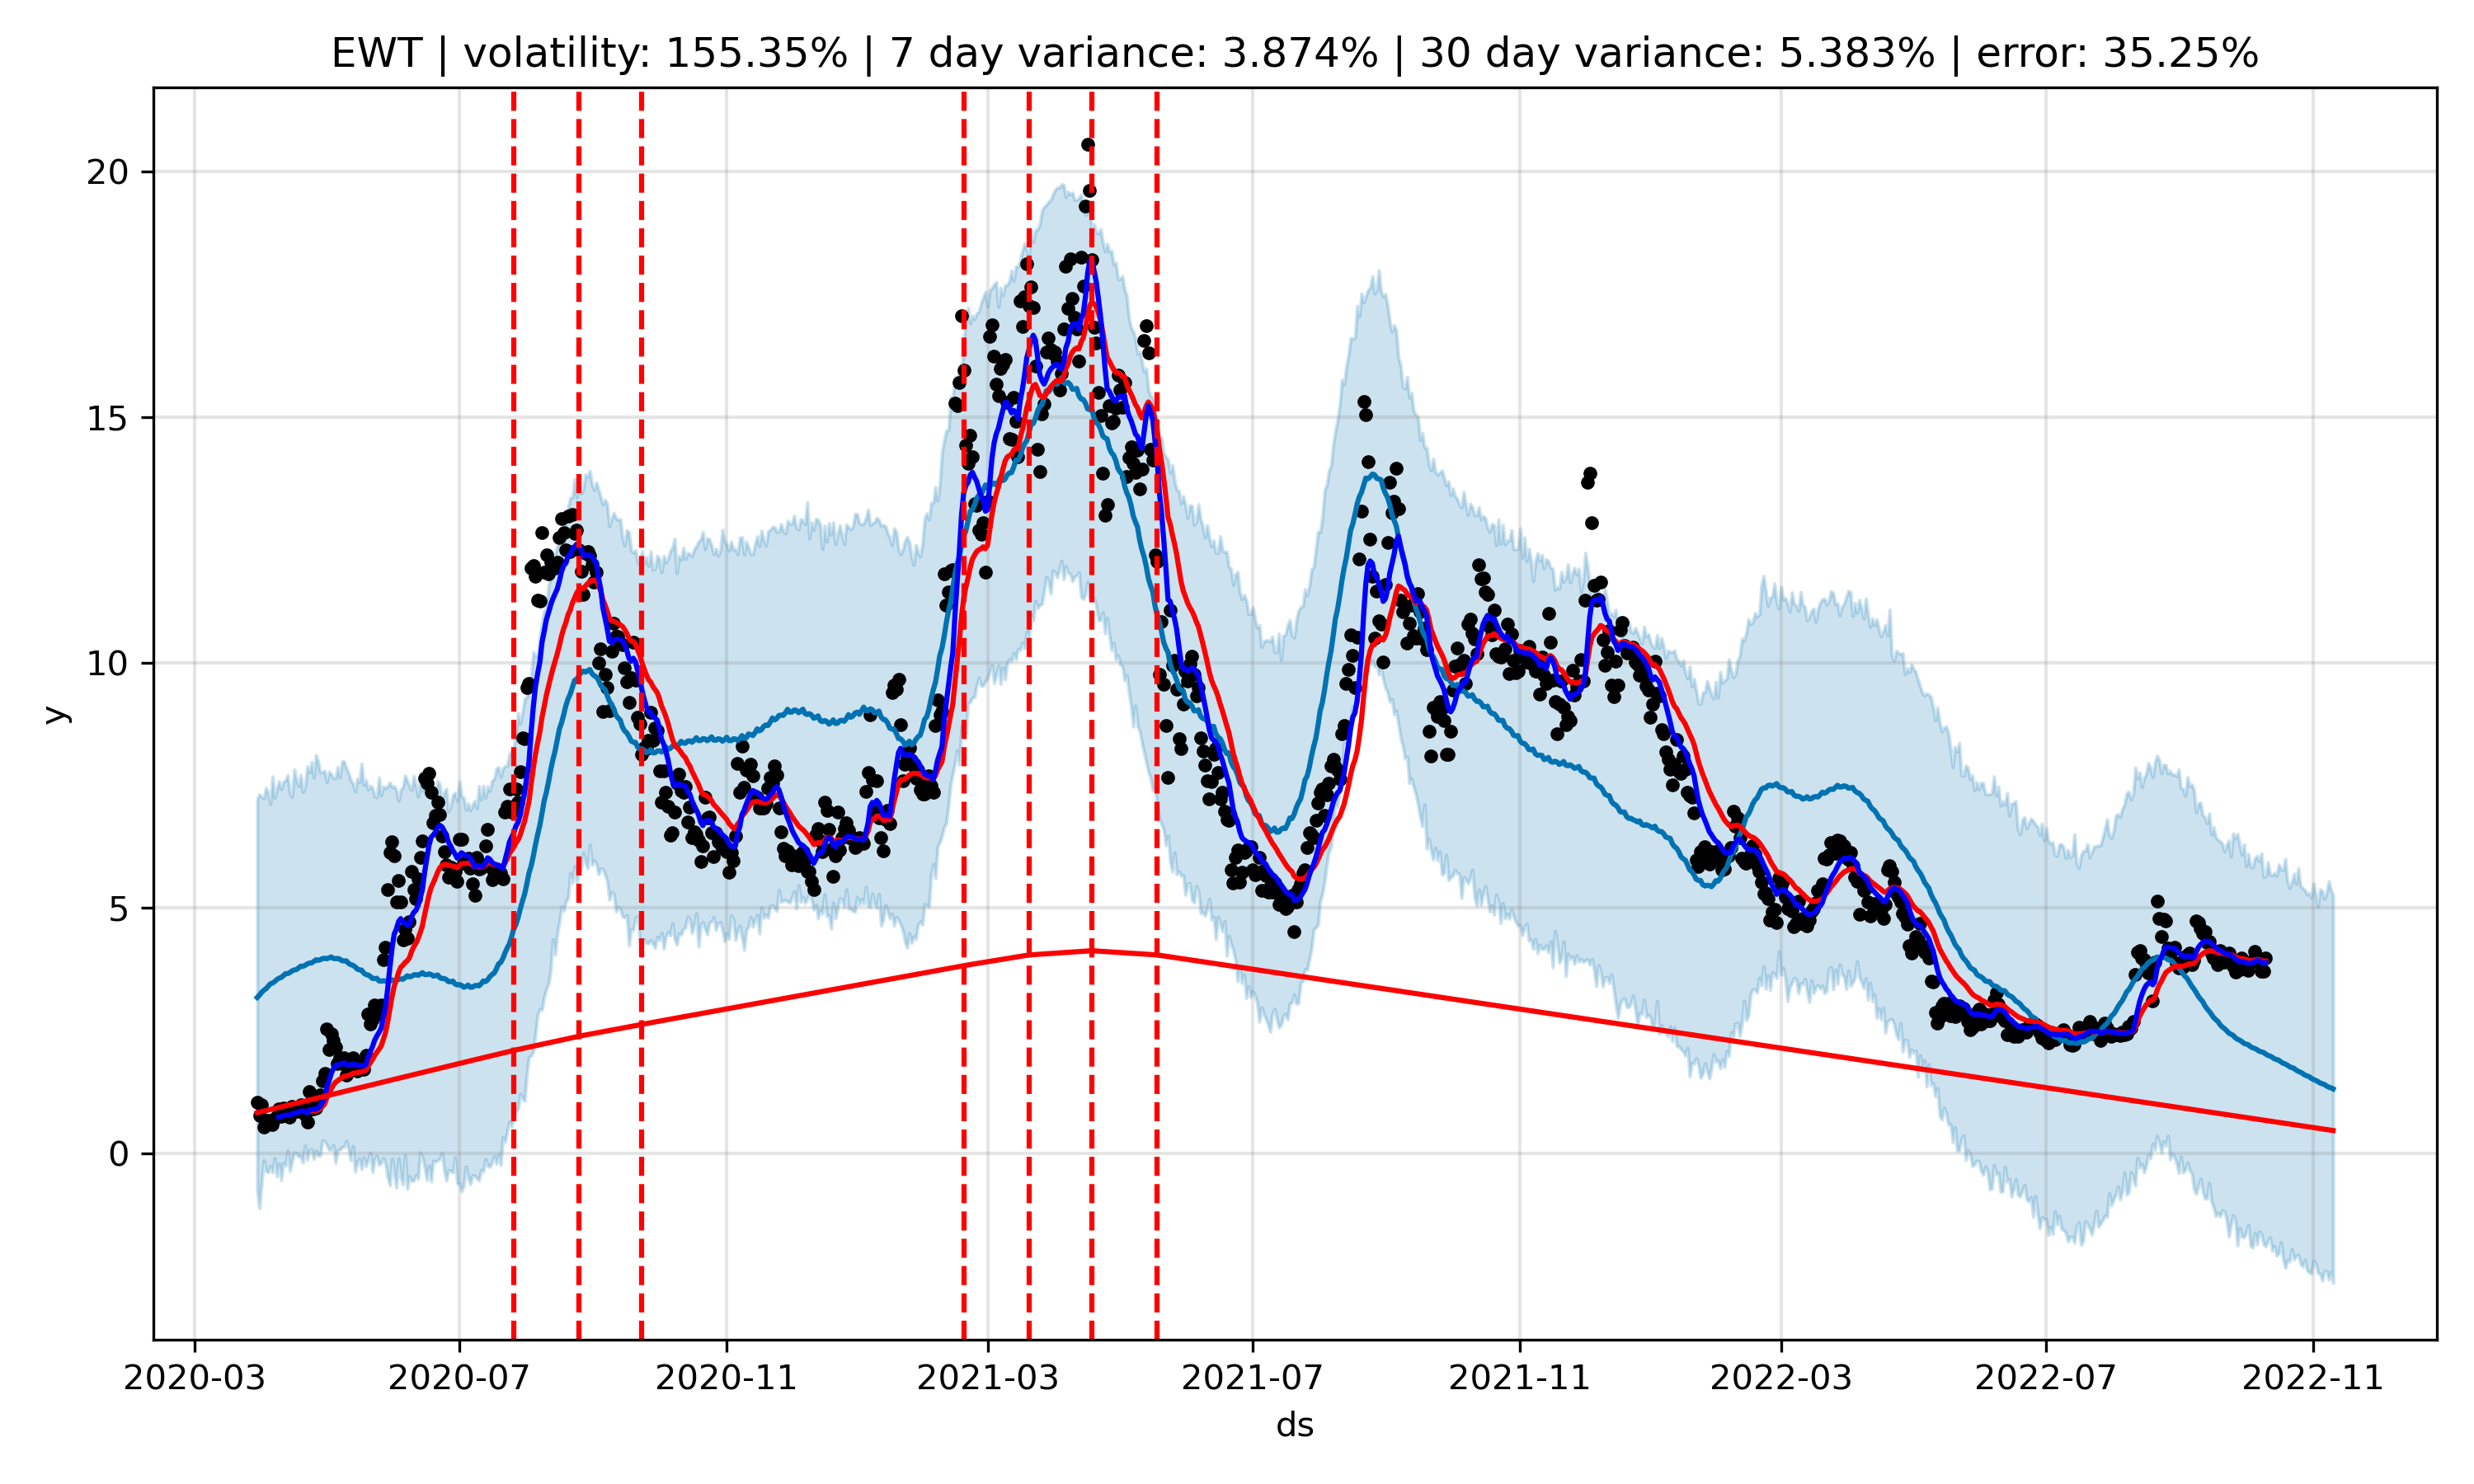 EWT | volatility: 155.35% | 7 day variance: 3.874% | 30 day variance: 5.383% | error: 35.25%
20
15
10
5
0
y
2020-03 2020-07 2020-11 2021-03 2021-07 2021-11 2022-03 2022-07 2022-11
ds